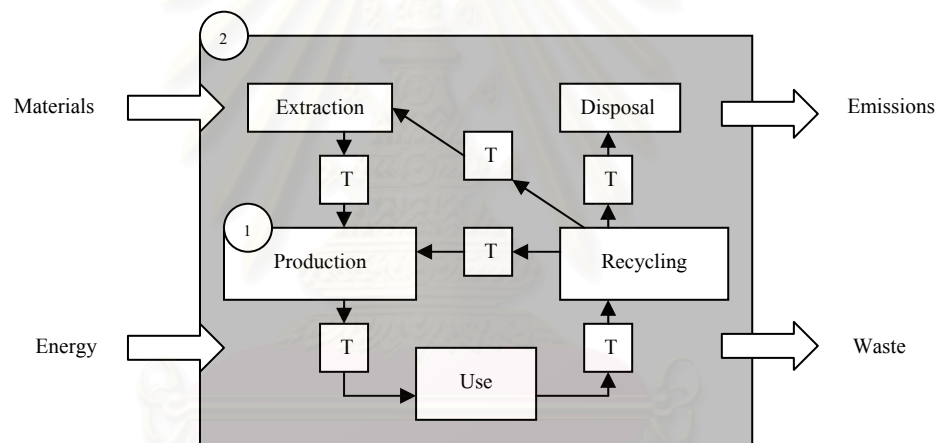 2
Materials
Extraction
Disposal
Emissions
T
T
T
1
Production
T
Recycling
Energy
T
T
Waste
Use